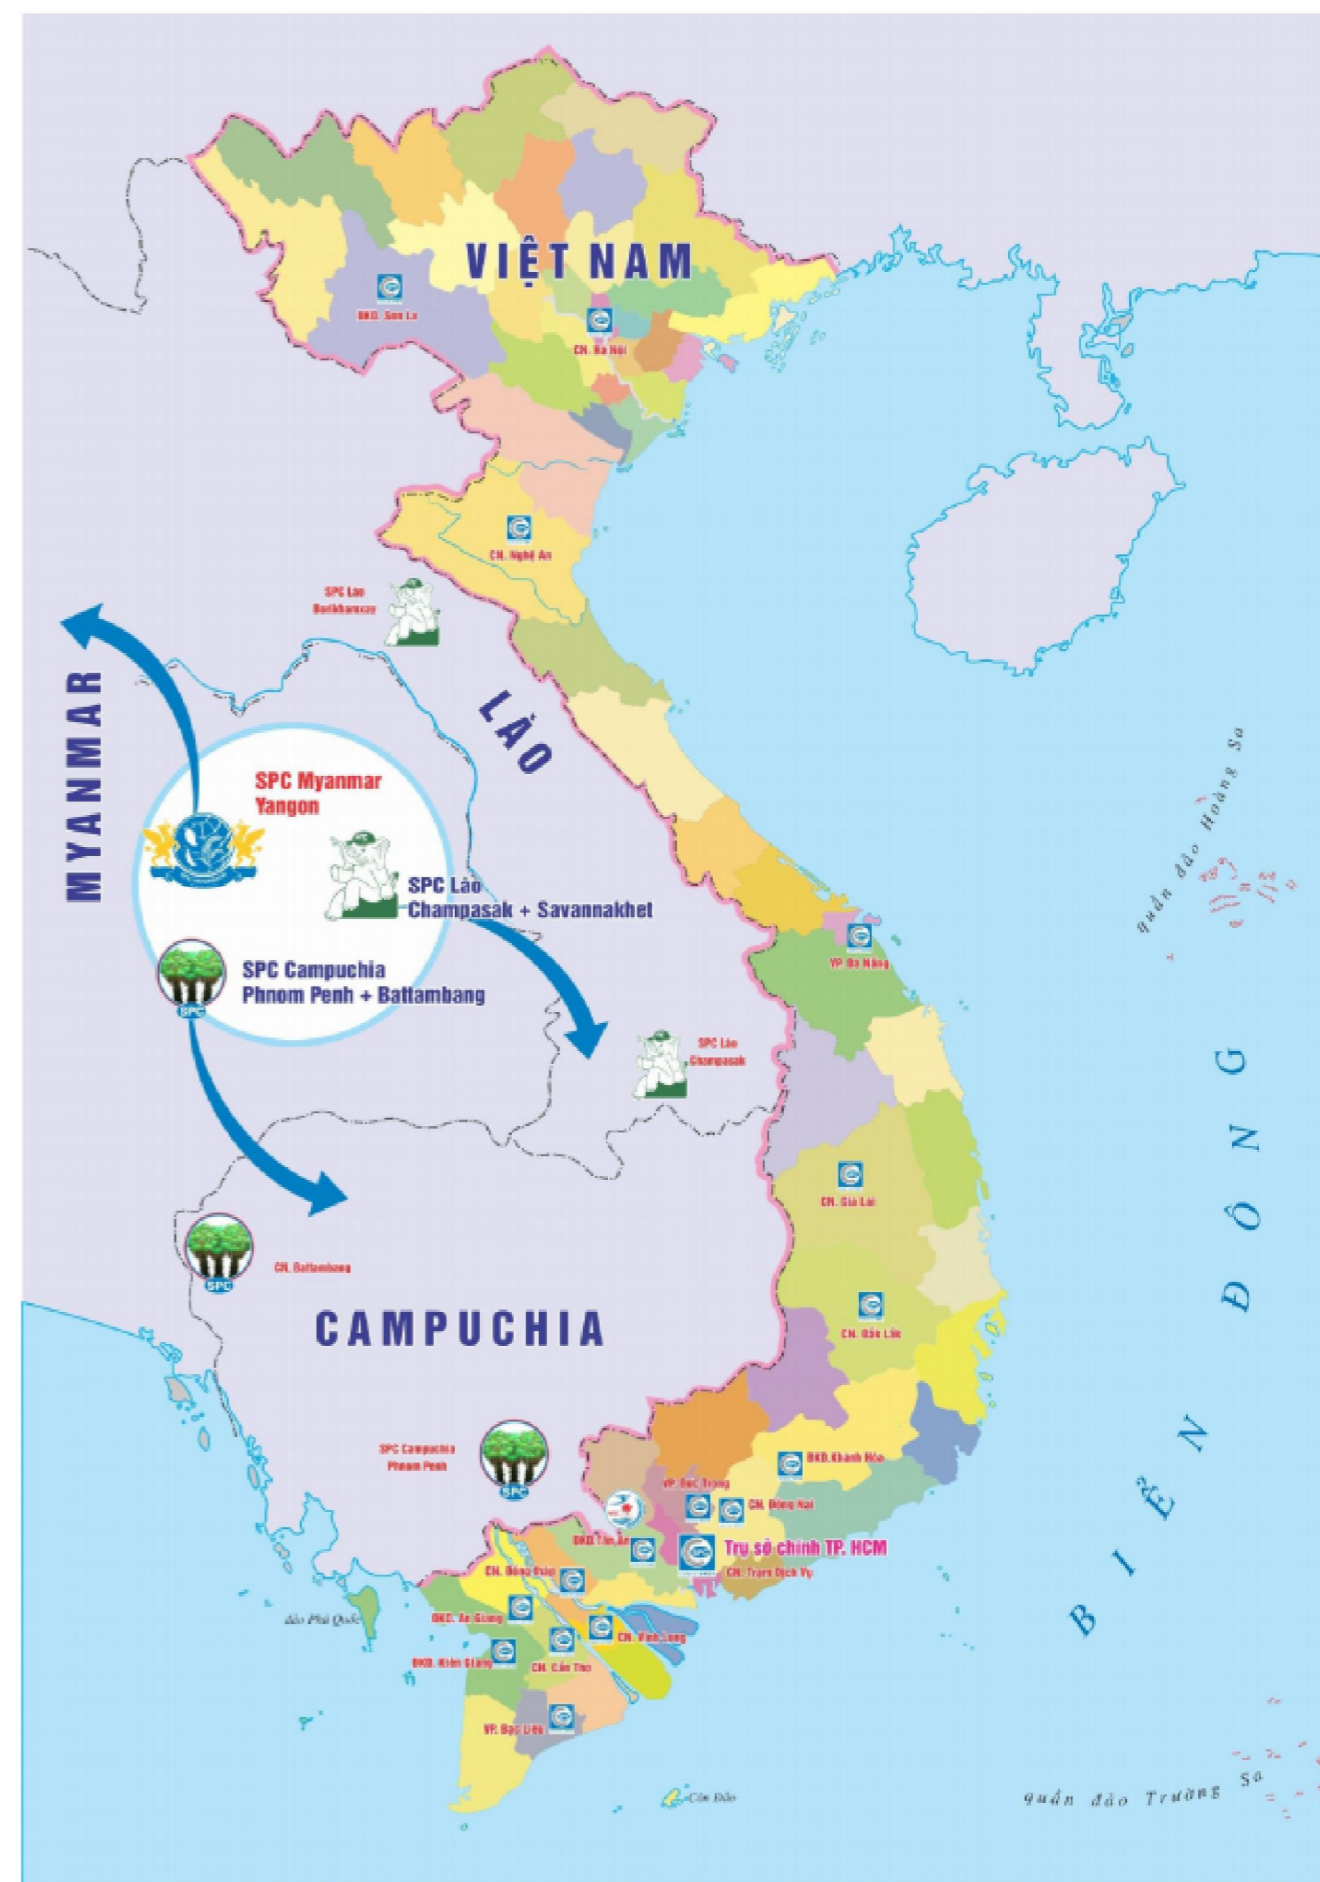 VIỆT NAM
ĐKD. Sơn La
CN. Hà Nội
CN. Nghệ An
SPC Lào
Borikhamxay
MYANMAR
LÀO
SPC Myanmar
Yangon
SPC Lào
Champasak + Savannakhet
SPC Campuchia
Phnom Penh + Battambang
SPC
quần đảo Hoàng Sa
VP. Đà Nẵng
SPC Lào
Champasak
CN. Gia Lai
CN. Battambang
SPC
CAMPUCHIA
CN. Đắk Lắk
BIỂN ĐÔNG
SPC Campuchia
Phnom Penh
SPC
ĐKD. Khánh Hòa
VP. Đức Trọng
CN. Đồng Nai
ĐKD. Tân An
Trụ sở chính TP. HCM
CN. Trạm Dịch Vụ
CN. Đồng Tháp
đảo Phú Quốc
ĐKD. An Giang
CN. Vĩnh Long
ĐKD. Kiên Giang
CN. Cần Thơ
VP. Bạc Liêu
Côn Đảo
quần đảo Trường Sa